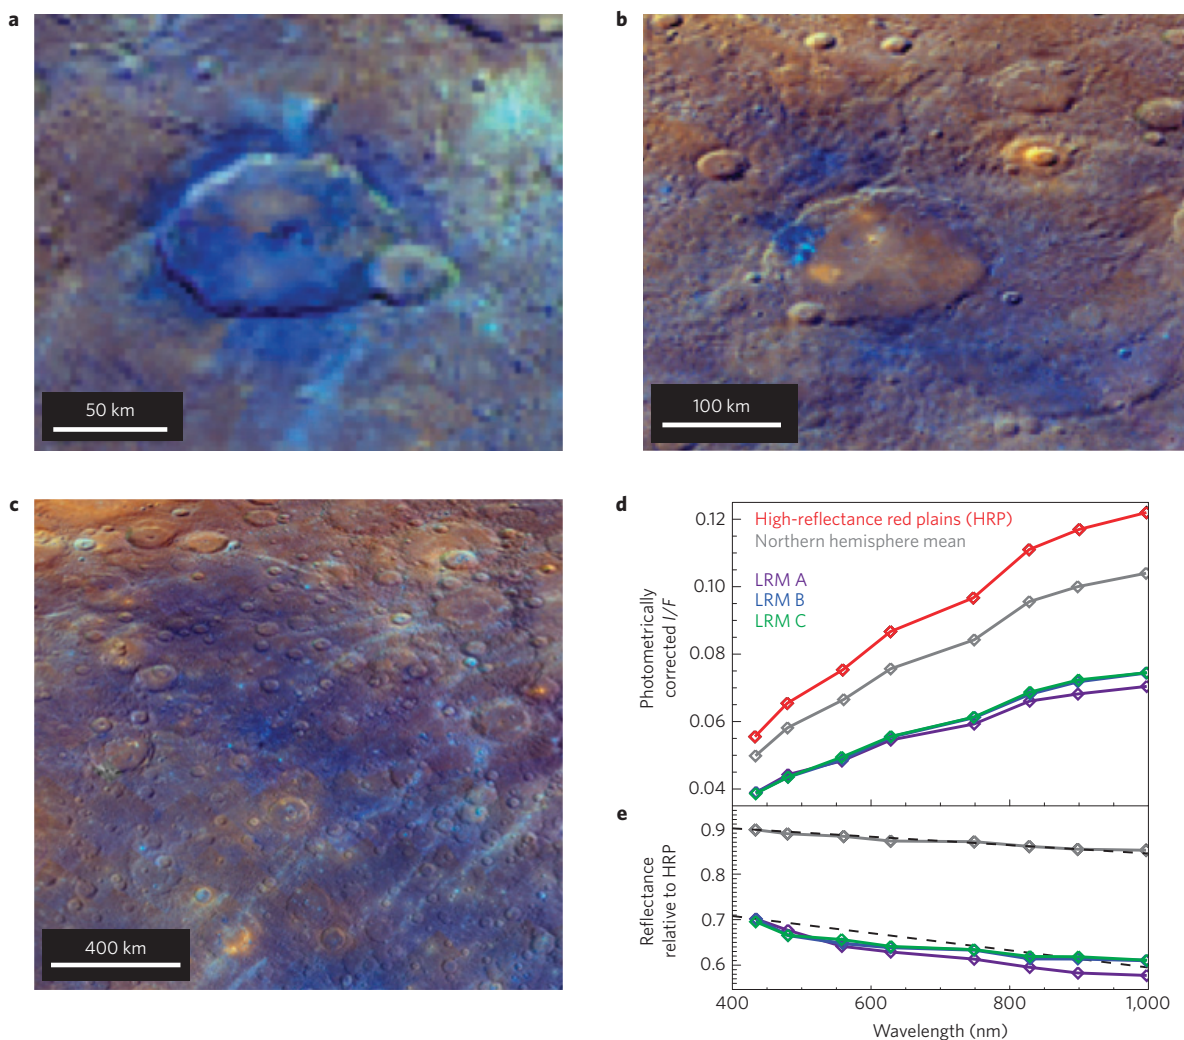 a
b
50 km
100 km
c
d
High-reflectance red plains (HRP)
Northern hemisphere mean
LRM A
LRM B
LRM C
Photometrically
corrected I/F
0.12
0.10
0.08
0.06
0.04
e
Reflectance
relative to HRP
0.9
0.8
0.7
0.6
400
600
800
1,000
Wavelength (nm)
400 km